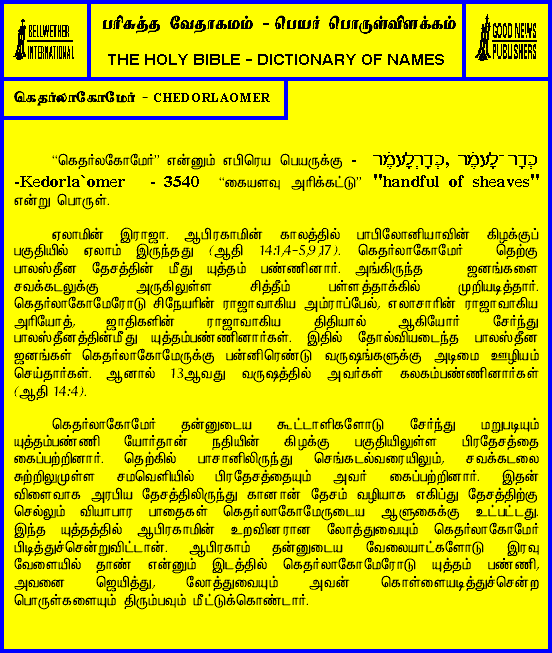 BELLWETHER
INTERNATIONAL
பரிசுத்த வேதாகமம் - பெயர் பொருள்விளக்கம்
THE HOLY BIBLE - DICTIONARY OF NAMES
GOOD NEWS
PUBLISHERS
கெதர்லாகோமேர் - CHEDORLAOMER
“கெதர்லகோமேர்” என்னும் எபிரெய பெயருக்கு - כְּדָרְלָעֹמֶר, כְּדָר־לָעֹמֶר
-Kedorla`omer - 3540 “கையளவு அரிக்கட்டு” "handful of sheaves"
என்று பொருள்.
ஏலாமின் இராஜா. ஆபிரகாமின் காலத்தில் பாபிலோனியாவின் கிழக்குப்
பகுதியில் ஏலாம் இருந்தது (ஆதி 14:1,4-5,9,17). கெதர்லாகோமேர் தெற்கு
பாலஸ்தீன தேசத்தின் மீது யுத்தம் பண்ணினார். அங்கிருந்த ஜனங்களை
சவக்கடலுக்கு அருகிலுள்ள சித்தீம் பள்ளத்தாக்கில் முறியடித்தார்.
கெதர்லாகோமேரோடு சிநேயரின் ராஜாவாகிய அம்ராப்பேல், எலாசாரின் ராஜாவாகிய
அரியோத், ஜாதிகளின் ராஜாவாகிய திதியால் ஆகியோர் சேர்ந்து
பாலஸ்தீனத்தின்மீது யுத்தம்பண்ணினார்கள். இதில் தோல்வியடைந்த பாலஸ்தீன
ஜனங்கள் கெதர்லாகோமேருக்கு பன்னிரெண்டு வருஷங்களுக்கு அடிமை ஊழியம்
செய்தார்கள். ஆனால் 13ஆவது வருஷத்தில் அவர்கள் கலகம்பண்ணினார்கள்
(ஆதி 14:4).
கெதர்லாகோமேர் தன்னுடைய கூட்டாளிகளோடு சேர்ந்து மறுபடியும்
யுத்தம்பண்ணி யோர்தான் நதியின் கிழக்கு பகுதியிலுள்ள பிரதேசத்தை
கைப்பற்றினார். தெற்கில் பாசானிலிருந்து செங்கடல்வரையிலும், சவக்கடலை
சுற்றிலுமுள்ள சமவெளியில் பிரதேசத்தையும் அவர் கைப்பற்றினார். இதன்
விளைவாக அரபிய தேசத்திலிருந்து கானான் தேசம் வழியாக எகிப்து தேசத்திற்கு
செல்லும் வியாபார பாதைகள் கெதர்லாகோமேருடைய ஆளுகைக்கு உட்பட்டது.
இந்த யுத்தத்தில் ஆபிரகாமின் உறவினரான லோத்துவையும் கெதர்லாகோமேர்
பிடித்துச்சென்றுவிட்டான். ஆபிரகாம் தன்னுடைய வேலையாட்களோடு இரவு
வேளையில் தாண் என்னும் இடத்தில் கெதர்லாகோமேரோடு யுத்தம் பண்ணி,
அவனை ஜெயித்து, லோத்துவையும் அவன் கொள்ளையடித்துச்சென்ற
பொருள்களையும் திரும்பவும் மீட்டுக்கொண்டார்.